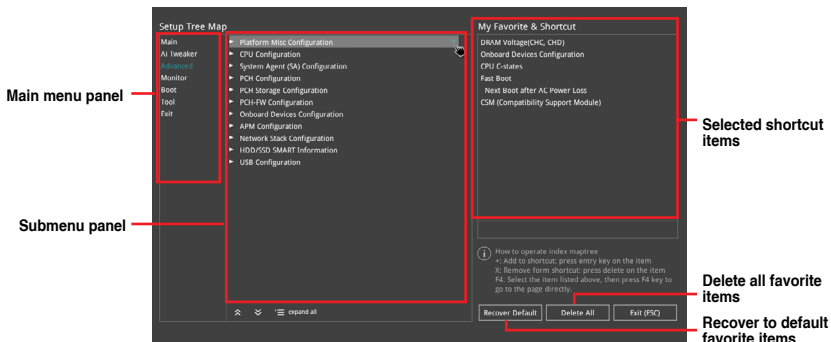 Setup Tree Map
Main
Ai Tweaker
Advanced
Monitor
Boot
Tool
Exit
Platform Misc Configuration
CPU Configuration
System Agent (SA) Configuration
PCH Configuration
PCH Storage Configuration
PCH-FW Configuration
Onboard Devices Configuration
APM Configuration
Network Stack Configuration
HDD/SSD SMART Information
USB Configuration
expand all
My Favorite & Shortcut
DRAM Voltage(CHC, CHD)
Onboard Devices Configuration
CPU C-states
Fast Boot
Next Boot after AC Power Loss
CSM (Compatibility Support Module)
How to operate index maptree
+: Add to shortcut: press entry key on the item
X: Remove form shortcut: press delete on the item
F4: Select the item listed above, then press F4 key to
go to the page directly.
Recover Default
Delete All
Exit (ESC)
Main menu panel
Submenu panel
Selected shortcut
items
Delete all favorite
items
Recover to default
favorite items